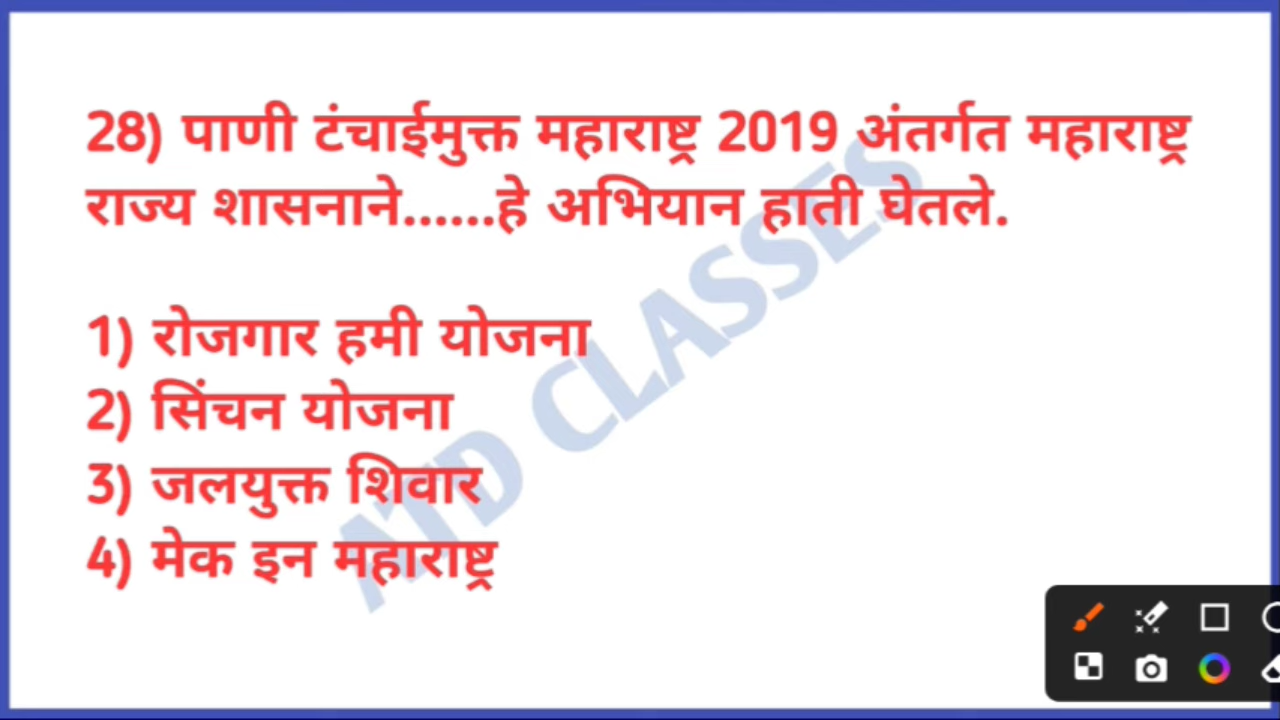 28) पाणी टंचाईमुक्त महाराष्ट्र 2019 अंतर्गत महाराष्ट्र
राज्य शासनाने......हे अभियान हाती घेतले.
1) रोजगार हमी योजना
2) सिंचन योजना
3) जलयुक्त शिवार
4) मेक इन महाराष्ट्र
ATD CLASSES